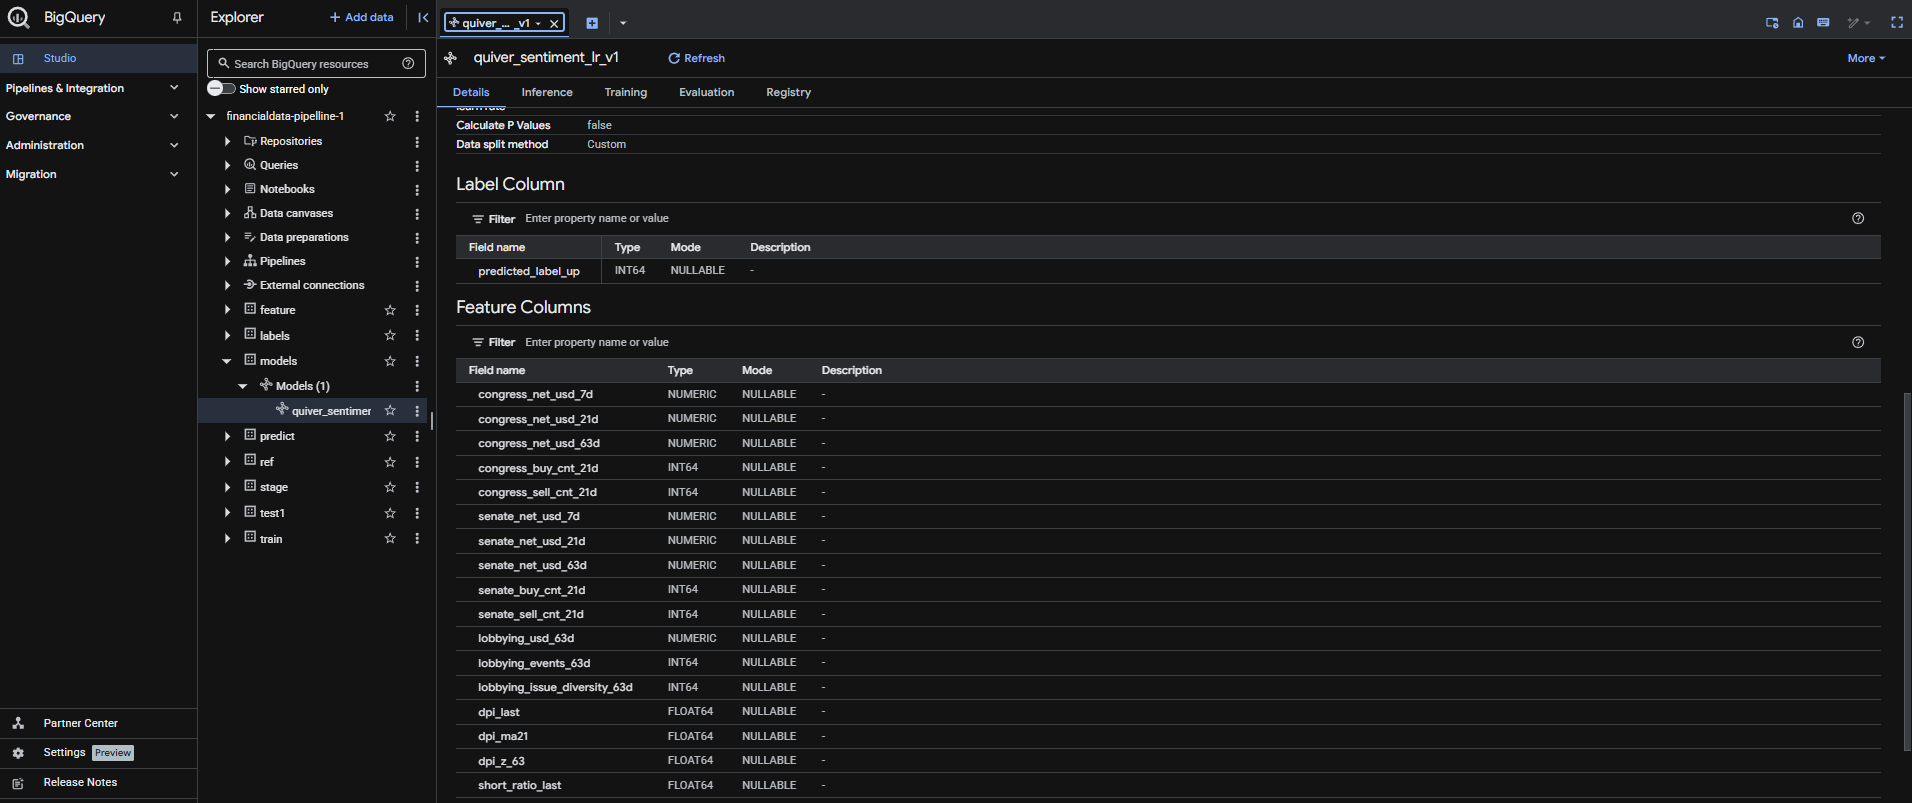 BigQuery
Studio
Pipelines & Integration
Governance
Administration
Migration
Partner Center
Settings Preview
Release Notes
Explorer
+ Add data
Search BigQuery resources
Show starred only
financialdata-pipelline-1
Repositories
Queries
Notebooks
Data canvases
Data preparations
Pipelines
External connections
feature
labels
models
Models (1)
quiver_sentimer
predict
ref
stage
test1
train
quiver_... _v1
quiver_sentiment_lr_v1
Refresh
More
Details Inference Training Evaluation Registry
Calculate P Values false
Data split method Custom
Label Column
Filter Enter property name or value
Field name Type Mode Description
predicted_label_up INT64 NULLABLE -
Feature Columns
Filter Enter property name or value
Field name Type Mode Description
congress_net_usd_7d NUMERIC NULLABLE -
congress_net_usd_21d NUMERIC NULLABLE -
congress_net_usd_63d NUMERIC NULLABLE -
congress_buy_cnt_21d INT64 NULLABLE -
congress_sell_cnt_21d INT64 NULLABLE -
senate_net_usd_7d NUMERIC NULLABLE -
senate_net_usd_21d NUMERIC NULLABLE -
senate_net_usd_63d NUMERIC NULLABLE -
senate_buy_cnt_21d INT64 NULLABLE -
senate_sell_cnt_21d INT64 NULLABLE -
lobbying_usd_63d NUMERIC NULLABLE -
lobbying_events_63d INT64 NULLABLE -
lobbying_issue_diversity_63d INT64 NULLABLE -
dpi_last FLOAT64 NULLABLE -
dpi_ma21 FLOAT64 NULLABLE -
dpi_z_63 FLOAT64 NULLABLE -
short_ratio_last FLOAT64 NULLABLE -